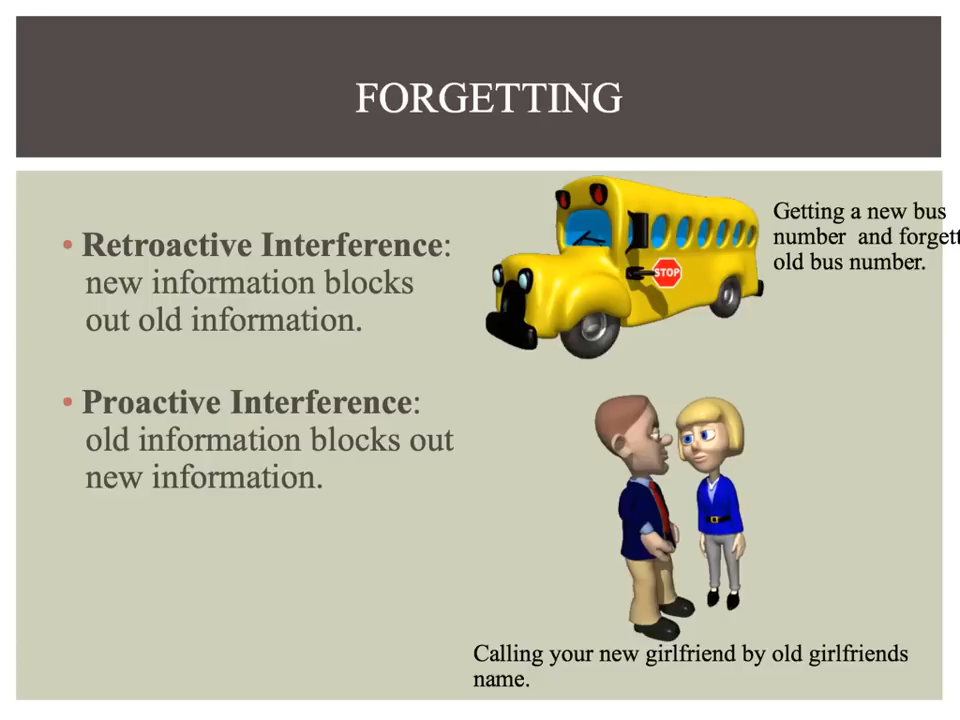 FORGETTING
• Retroactive Interference:
new information blocks
out old information.
• Proactive Interference:
old information blocks out
new information.
Getting a new bus
number and forgett
old bus number.
STOP
Calling your new girlfriend by old girlfriends
name.